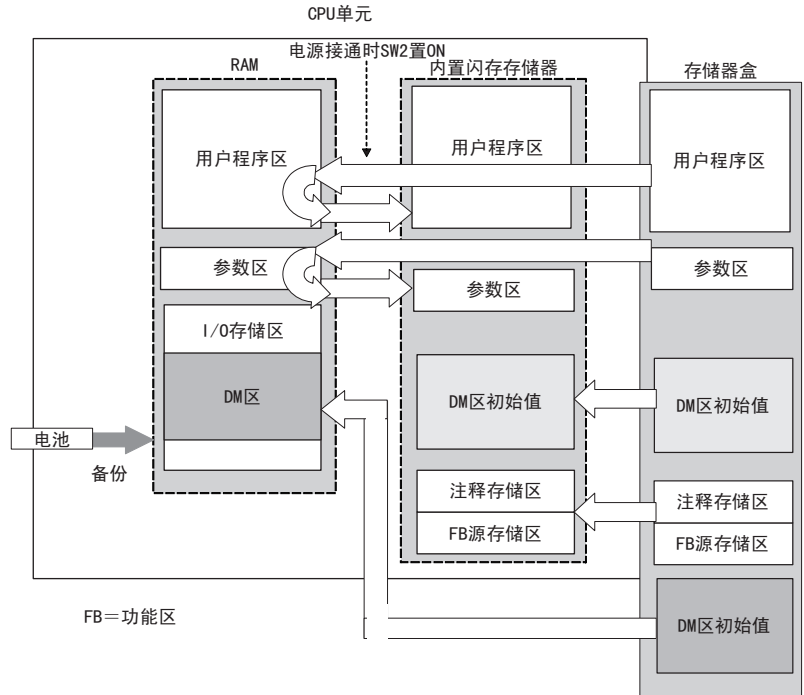 CPU单元
电源接通时SW2置ON
RAM
内置闪存存储器
存储器盒
用户程序区
用户程序区
用户程序区
参数区
参数区
参数区
I/O存储区
DM区
DM区初始值
DM区初始值
电池
备份
注释存储区
FB源存储区
注释存储区
FB源存储区
FB＝功能区
DM区初始值